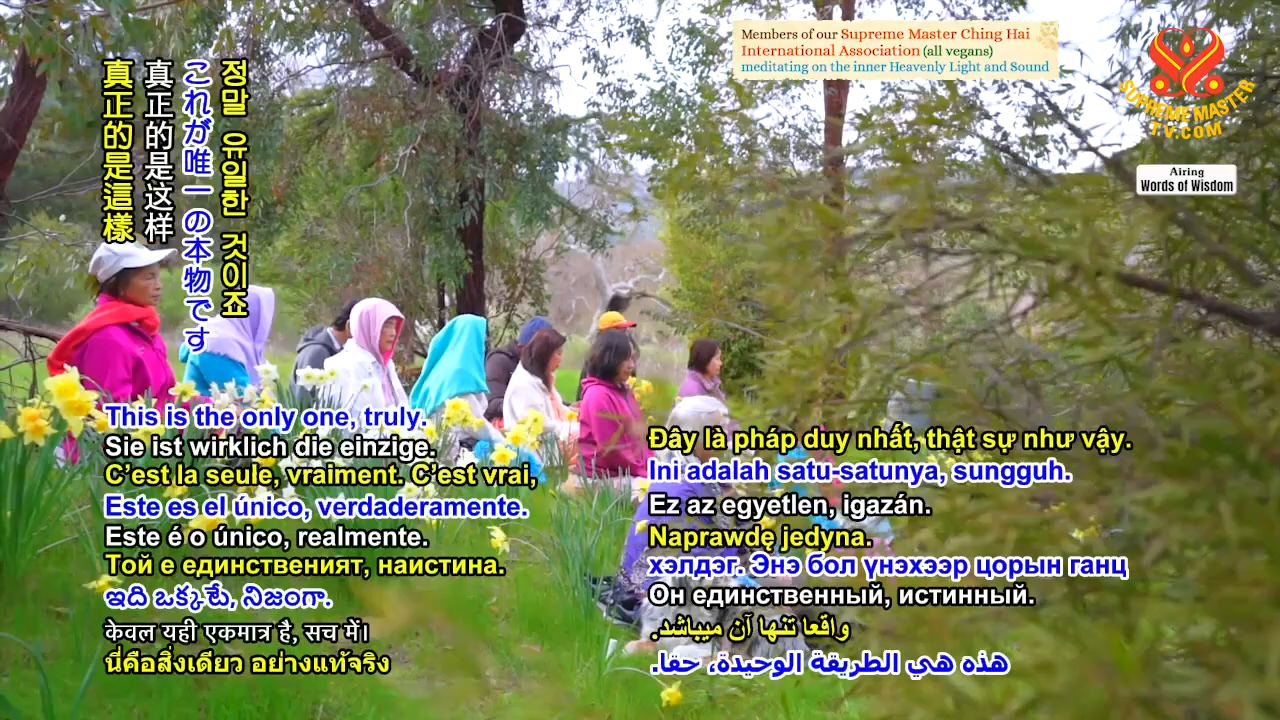 Members of our Supreme Master Ching Hai
International Association (all vegans)
meditating on the inner Heavenly Light and Sound
SUPREME MASTER
TV.COM
Airing
Words of Wisdom
정말 유일한 것이죠
これが唯一の本物です
真正的是这样
真正的是這樣
This is the only one, truly.
Sie ist wirklich die einzige.
C’est la seule, vraiment. C’est vrai,
Este es el único, verdaderamente.
Este é o único, realmente.
Той е единственият, наистина.
ఇది ఒక్కటే, నిజంగా.
केवल यही एकमात्र है, सच में।
นี่คือสิ่งเดียว อย่างแท้จริง
Đây là pháp duy nhất, thật sự như vậy.
Ini adalah satu-satunya, sungguh.
Ez az egyetlen, igazán.
Naprawdę jedyna.
хэлдэг. Энэ бол үнэхээр цорын ганц
Он единственный, истинный.
واقعا تنها آن میباشد.
هذه هي الطريقة الوحيدة، حقا.